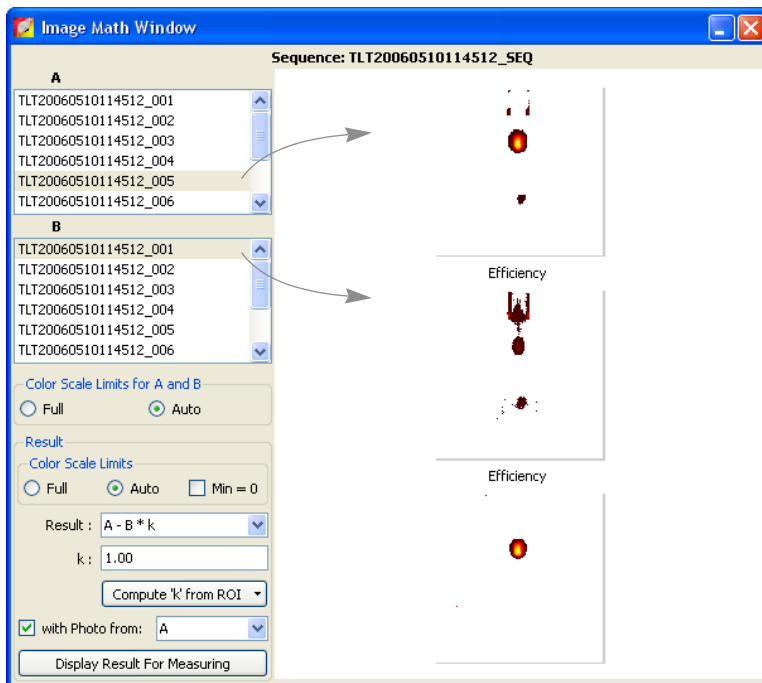 Image Math Window
Sequence: TLT20060510114512_SEQ
A
TLT20060510114512_001
TLT20060510114512_002
TLT20060510114512_003
TLT20060510114512_004
TLT20060510114512_005
TLT20060510114512_006
B
TLT20060510114512_001
TLT20060510114512_002
TLT20060510114512_003
TLT20060510114512_004
TLT20060510114512_005
TLT20060510114512_006
Color Scale Limits for A and B
Full Auto
Result
Color Scale Limits
Full Auto Min = 0
Result : A - B * k
k : 1.00
Compute 'k' from ROI
with Photo from: A
Display Result For Measuring
Efficiency
Efficiency